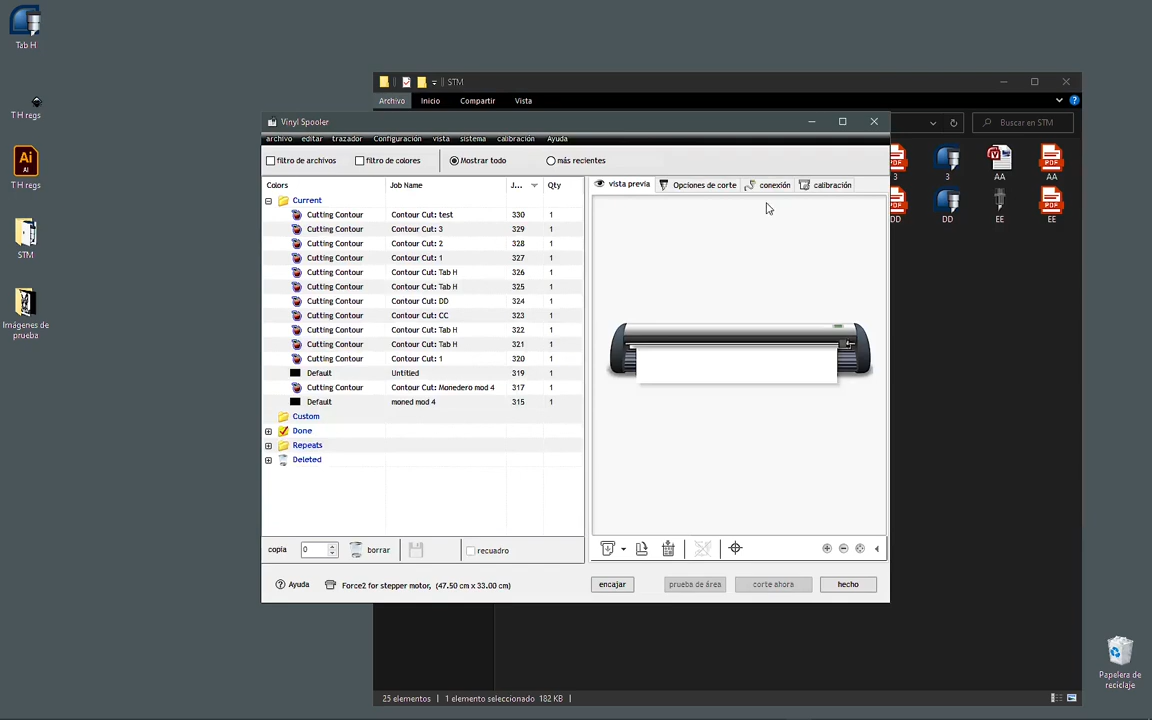 Tab H
T H regs
Ai
AI
T H regs
STM
Imágenes de
prueba
STM
Archivo Inicio Compartir Vista
Buscar en STM
3 3 AA AA
DD DD EE EE
PDF
PDF
PDF
PDF
Vinyl Spooler
archivo editar trazador Configuración vista sistema calibración Ayuda
filtro de archivos filtro de colores Mostrar todo más recientes
Colors Job Name J... Qty
vista previa Opciones de corte conexión calibración
Current
Cutting Contour Contour Cut: test 330 1
Cutting Contour Contour Cut: 3 329 1
Cutting Contour Contour Cut: 2 328 1
Cutting Contour Contour Cut: 1 327 1
Cutting Contour Contour Cut: Tab H 326 1
Cutting Contour Contour Cut: Tab H 325 1
Cutting Contour Contour Cut: DD 324 1
Cutting Contour Contour Cut: CC 323 1
Cutting Contour Contour Cut: Tab H 322 1
Cutting Contour Contour Cut: Tab H 321 1
Cutting Contour Contour Cut: 1 320 1
Default Untitled 319 1
Cutting Contour Contour Cut: Monedero mod 4 317 1
Default moned mod 4 315 1
Custom
Done
Repeats
Deleted
copia 0 borrar recuadro
Ayuda Force2 for stepper motor, (47.50 cm x 33.00 cm)
encajar prueba de área corte ahora hecho
25 elementos 1 elemento seleccionado 182 KB
Papelera de
reciclaje